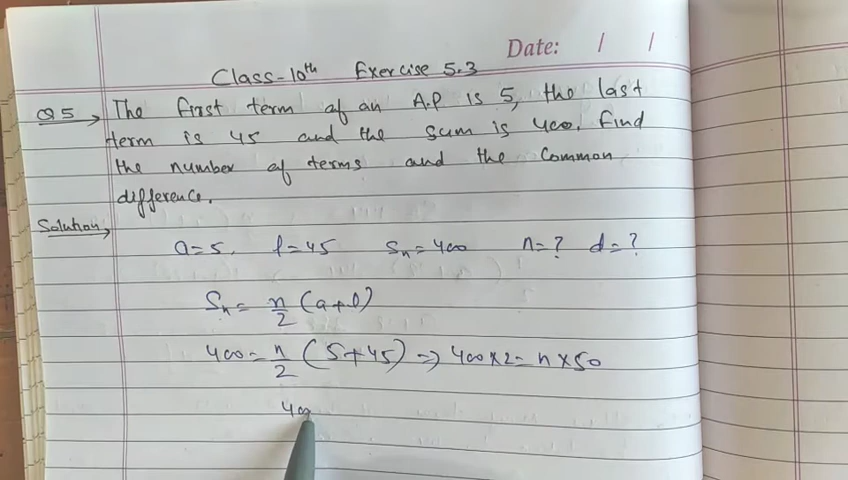 Date: / /
Class-10th Exercise 5.3
Q5 The first term of an A.P is 5, the last
term is 45 and the sum is 400. Find
the number of terms and the common
difference.
Solution,
a=5, l=45 Sn=400 n=? d=?
Sn = n/2 (a+l)
400 = n/2 (5+45) ⇒ 400×2 = n×50
400